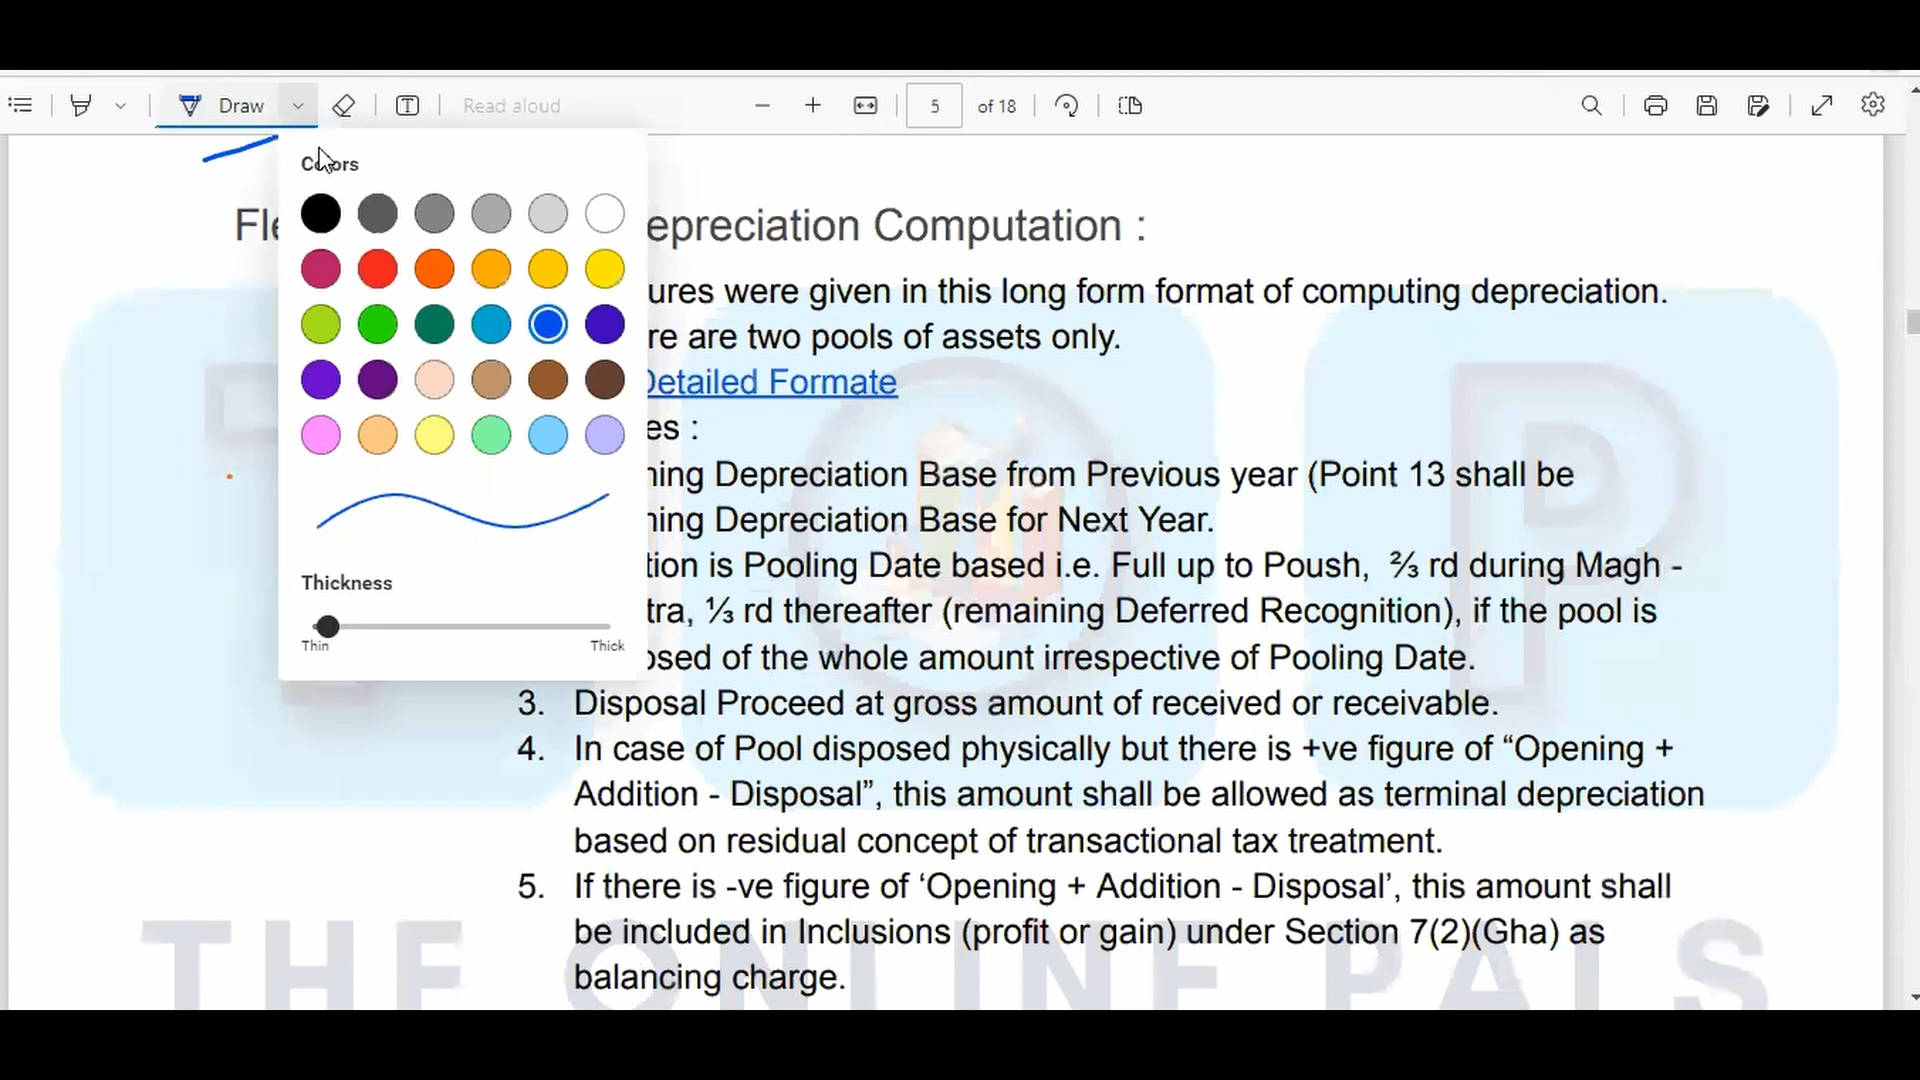 Draw
Read aloud
5
of 18
Colors
Fle
epreciation Computation :
ures were given in this long form format of computing depreciation.
re are two pools of assets only.
Detailed Formate
es :
ning Depreciation Base from Previous year (Point 13 shall be
ning Depreciation Base for Next Year.
tion is Pooling Date based i.e. Full up to Poush, ⅔ rd during Magh -
tra, ⅓ rd thereafter (remaining Deferred Recognition), if the pool is
osed of the whole amount irrespective of Pooling Date.
Thickness
Thin
Thick
3. Disposal Proceed at gross amount of received or receivable.
4. In case of Pool disposed physically but there is +ve figure of “Opening +
Addition - Disposal”, this amount shall be allowed as terminal depreciation
based on residual concept of transactional tax treatment.
5. If there is -ve figure of ‘Opening + Addition - Disposal’, this amount shall
be included in Inclusions (profit or gain) under Section 7(2)(Gha) as
balancing charge.
THE ONLINE PALS